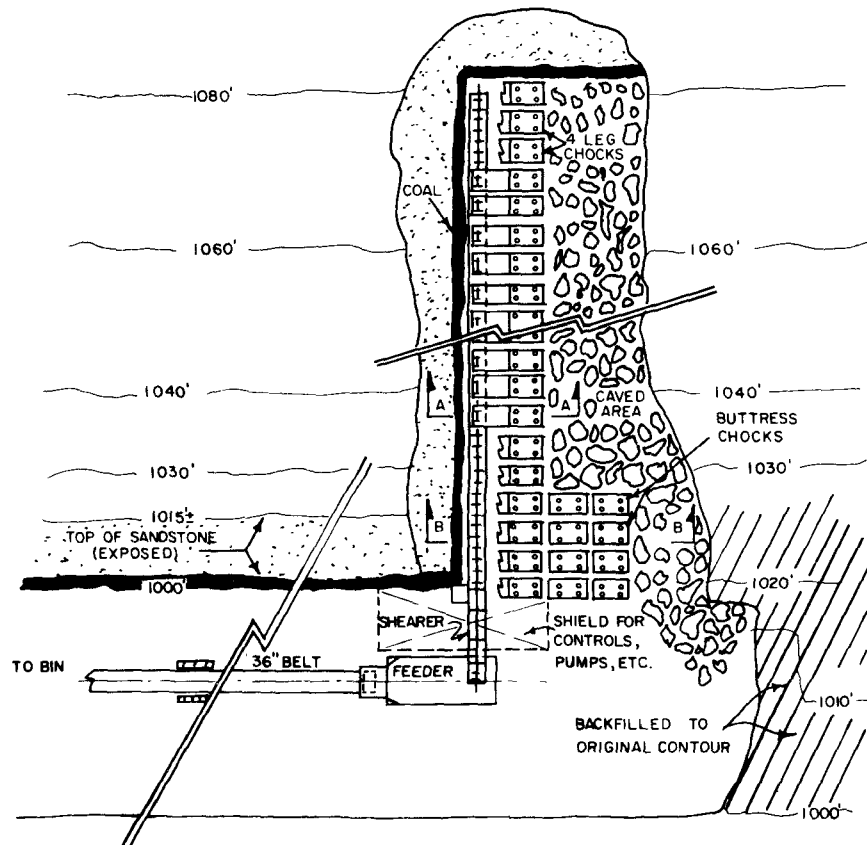 1080'
4 LEG
CHOCKS
COAL
1060'
1060'
1040'
A
A
1040'
CAVED
AREA
BUTTRESS
CHOCKS
1030'
1030'
1015'±
B
B
TOP OF SANDSTONE
(EXPOSED)
1000'
1020'
SHEARER
SHIELD FOR
CONTROLS,
PUMPS, ETC.
TO BIN
36" BELT
FEEDER
1010'
BACKFILLED TO
ORIGINAL CONTOUR
1000'